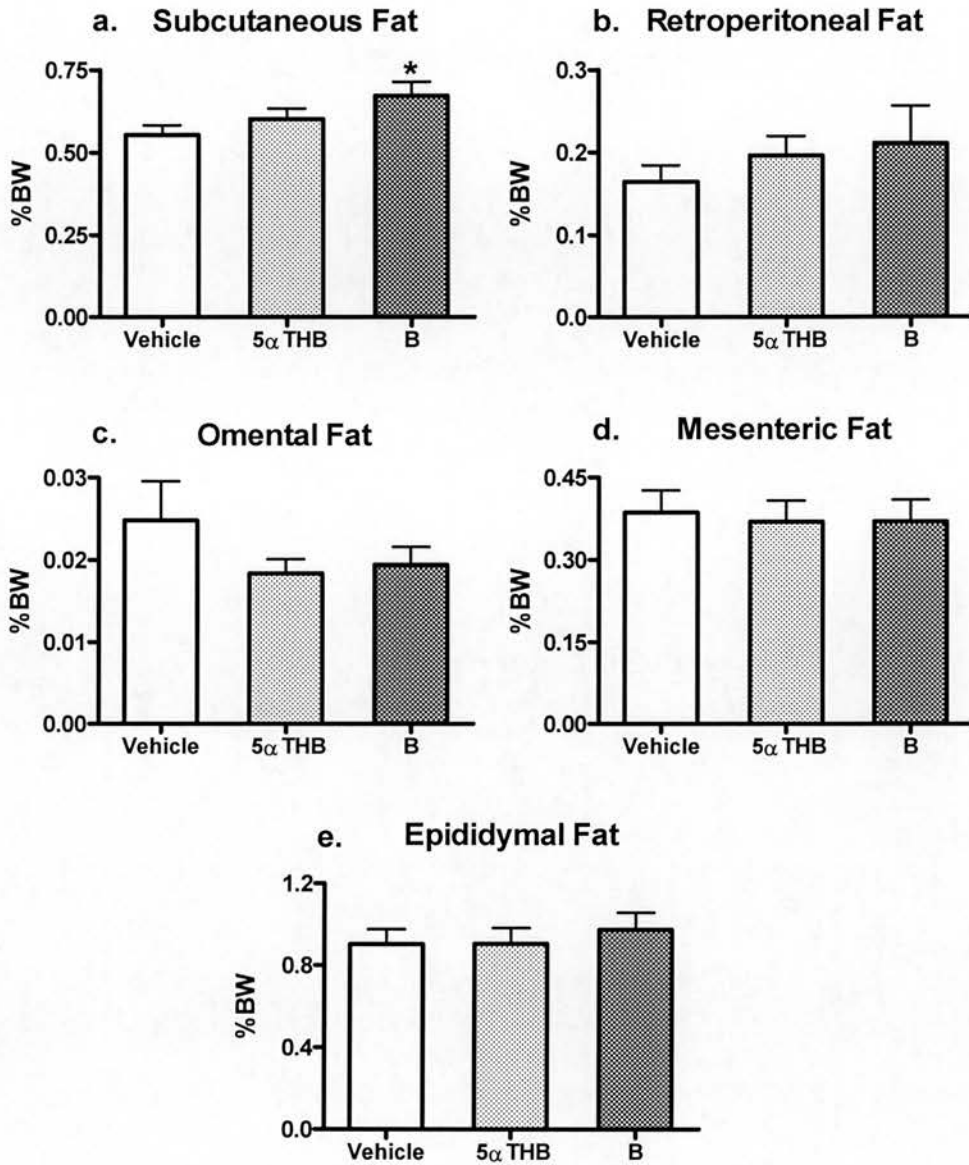 a. Subcutaneous Fat
*
0.75
0.50
0.25
0.00
%BW
Vehicle 5α THB B
b. Retroperitoneal Fat
0.3
0.2
0.1
0.0
%BW
Vehicle 5α THB B
c. Omental Fat
0.03
0.02
0.01
0.00
%BW
Vehicle 5α THB B
d. Mesenteric Fat
0.45
0.30
0.15
0.00
%BW
Vehicle 5α THB B
e. Epididymal Fat
1.2
0.8
0.4
0.0
%BW
Vehicle 5α THB B